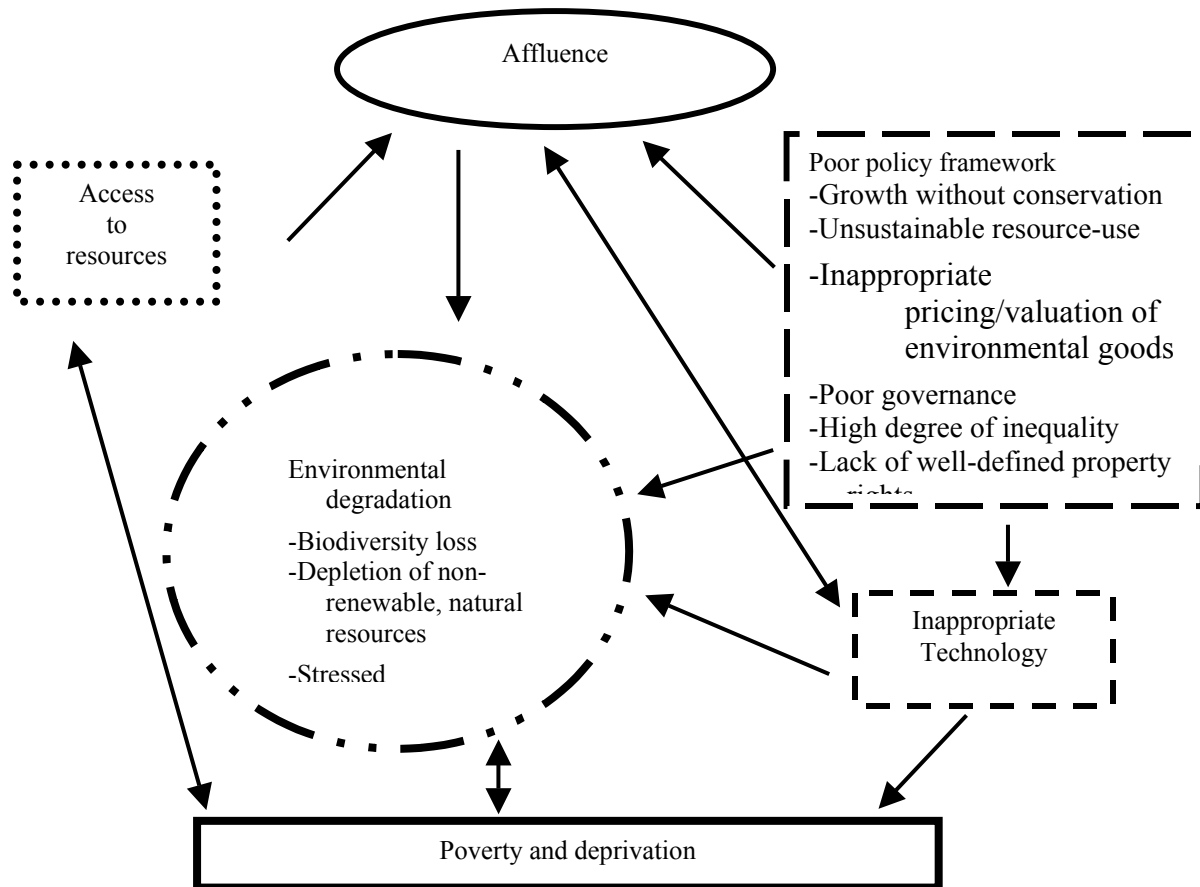 Affluence
Access
to
resources
Poor policy framework
-Growth without conservation
-Unsustainable resource-use
-Inappropriate
pricing/valuation of
environmental goods
-Poor governance
-High degree of inequality
-Lack of well-defined property
rights
Environmental
degradation
-Biodiversity loss
-Depletion of non-
renewable, natural
resources
-Stressed
Inappropriate
Technology
Poverty and deprivation